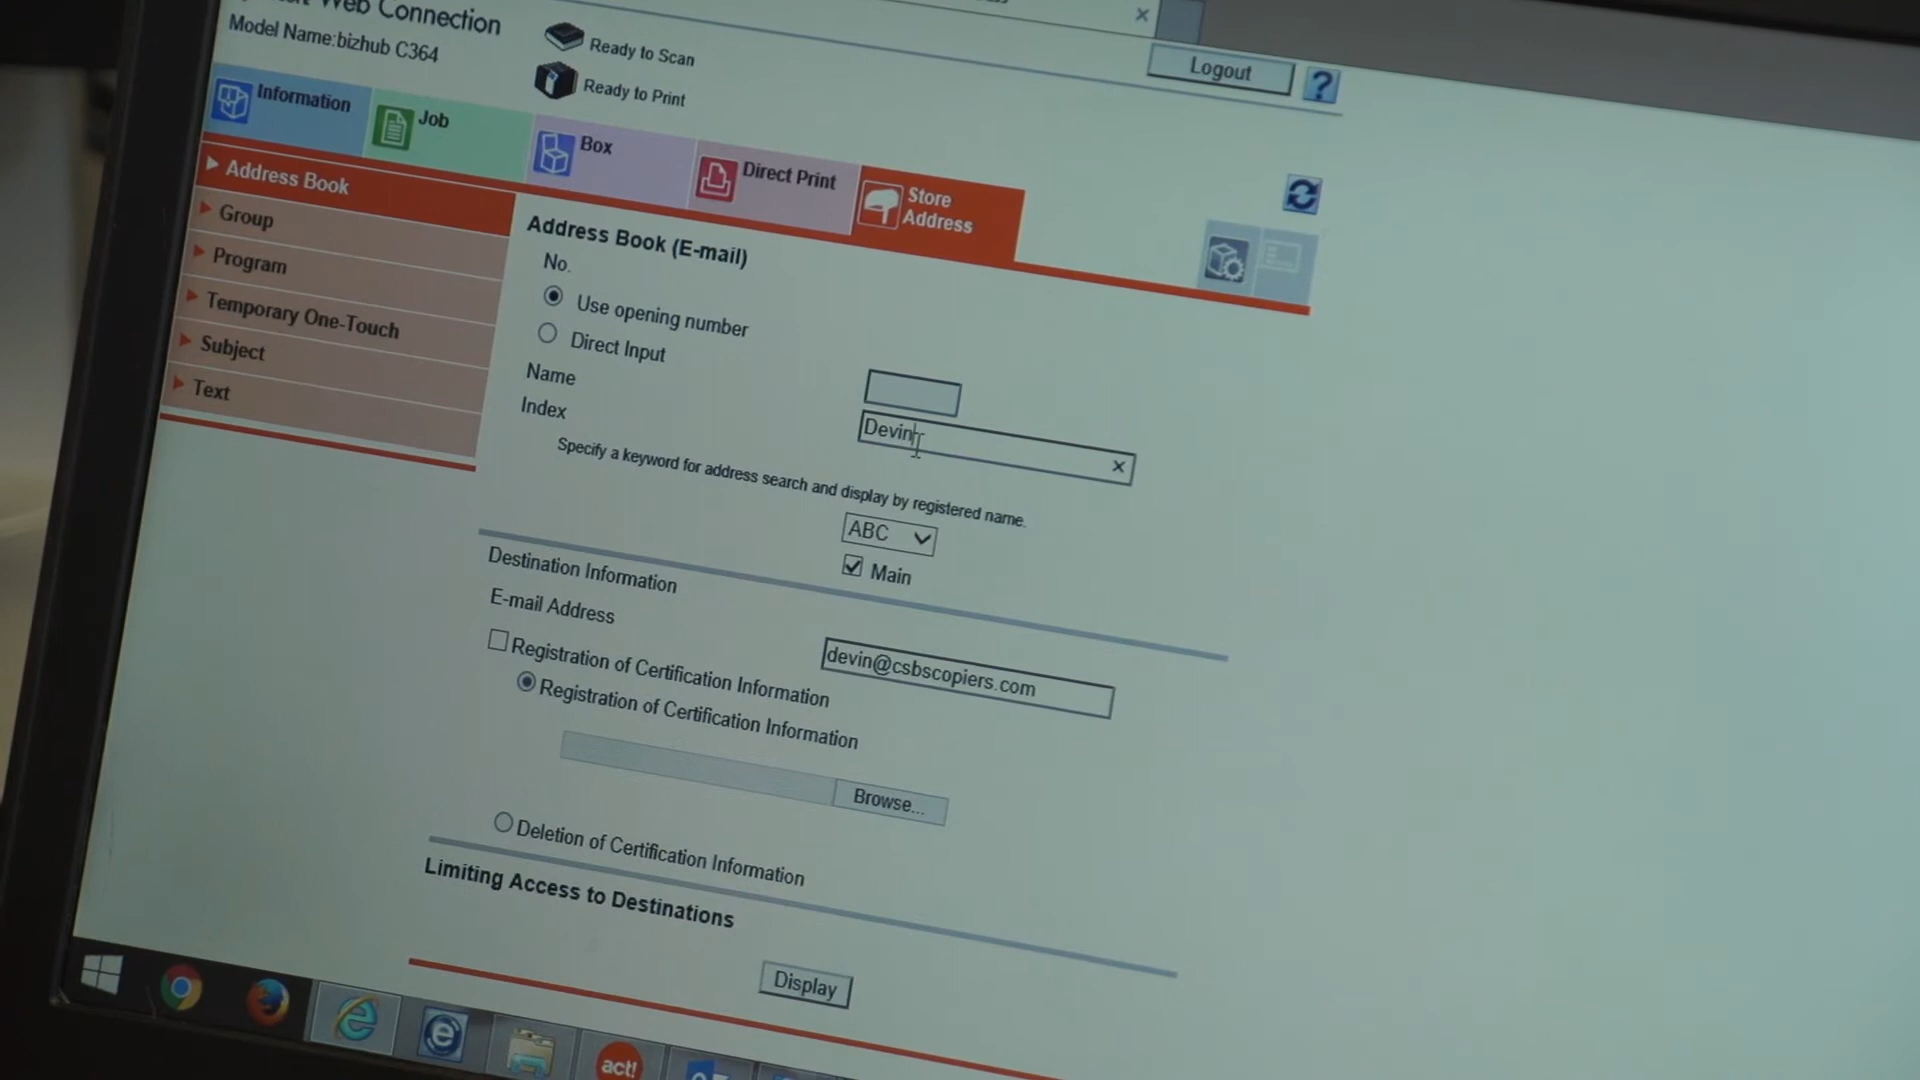 Web Connection
Model Name:bizhub C364
Ready to Scan
Ready to Print
Logout
?
Information
Job
Box
Direct Print
Store
Address
Address Book
Group
Program
Temporary One-Touch
Subject
Text
Address Book (E-mail)
No.
Use opening number
Direct Input
Name
Devin
Index
Specify a keyword for address search and display by registered name.
ABC
Main
Destination Information
E-mail Address
devin@csbscopiers.com
Registration of Certification Information
Registration of Certification Information
Browse...
Deletion of Certification Information
Limiting Access to Destinations
Display
act!